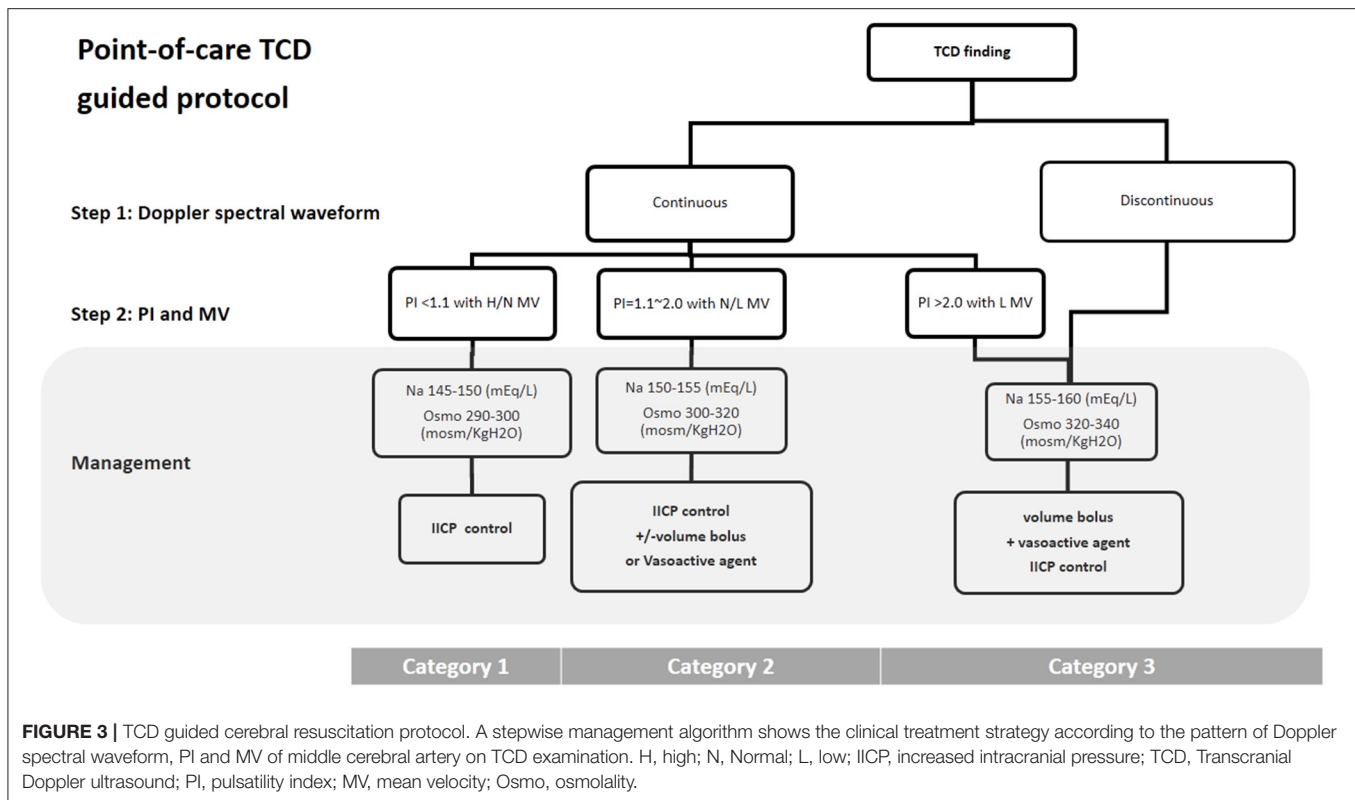 Point-of-care TCD
guided protocol
TCD finding
Step 1: Doppler spectral waveform
Continuous
Discontinuous
Step 2: PI and MV
PI <1.1 with H/N MV
PI=1.1~2.0 with N/L MV
PI >2.0 with L MV
Management
Na 145-150 (mEq/L)
Osmo 290-300
(mosm/KgH2O)
Na 150-155 (mEq/L)
Osmo 300-320
(mosm/KgH2O)
Na 155-160 (mEq/L)
Osmo 320-340
(mosm/KgH2O)
IICP control
IICP control
+/-volume bolus
or Vasoactive agent
volume bolus
+ vasoactive agent
IICP control
Category 1
Category 2
Category 3
FIGURE 3 | TCD guided cerebral resuscitation protocol. A stepwise management algorithm shows the clinical treatment strategy according to the pattern of Doppler
spectral waveform, PI and MV of middle cerebral artery on TCD examination. H, high; N, Normal; L, low; IICP, increased intracranial pressure; TCD, Transcranial
Doppler ultrasound; PI, pulsatility index; MV, mean velocity; Osmo, osmolality.